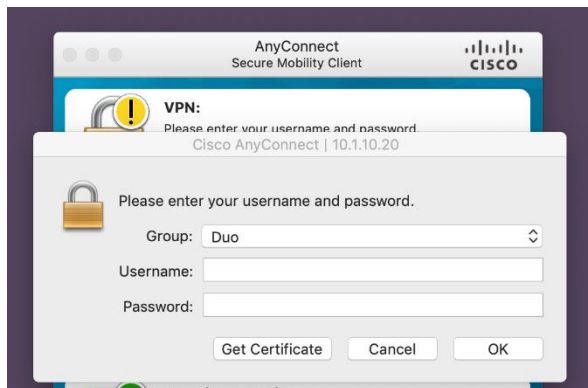 AnyConnect
Secure Mobility Client
CISCO
VPN:
Please enter your username and password.
Cisco AnyConnect | 10.1.10.20
Please enter your username and password.
Group: Duo
Username:
Password:
Get Certificate Cancel OK